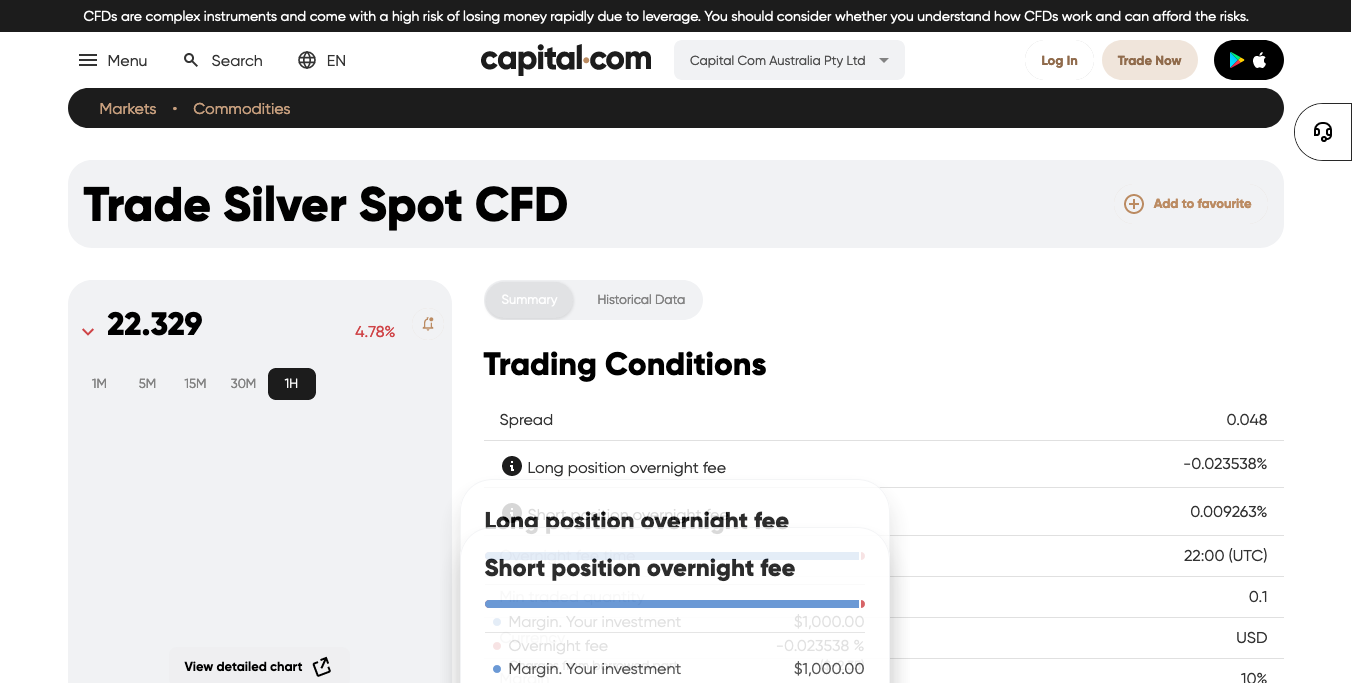 CFDs are complex instruments and come with a high risk of losing money rapidly due to leverage. You should consider whether you understand how CFDs work and can afford the risks.
Menu Search EN capital.com Capital Com Australia Pty Ltd Log In Trade Now
Markets • Commodities
Trade Silver Spot CFD Add to favourite
22.329 4.78%
1M 5M 15M 30M 1H
View detailed chart
Summary Historical Data
Trading Conditions
Spread 0.048
Long position overnight fee -0.023538%
Short position overnight fee 0.009263%
22:00 (UTC)
0.1
USD
10%
Long position overnight fee
Short position overnight fee
Margin. Your investment $1,000.00
Overnight fee -0.023538 %
Margin. Your investment $1,000.00